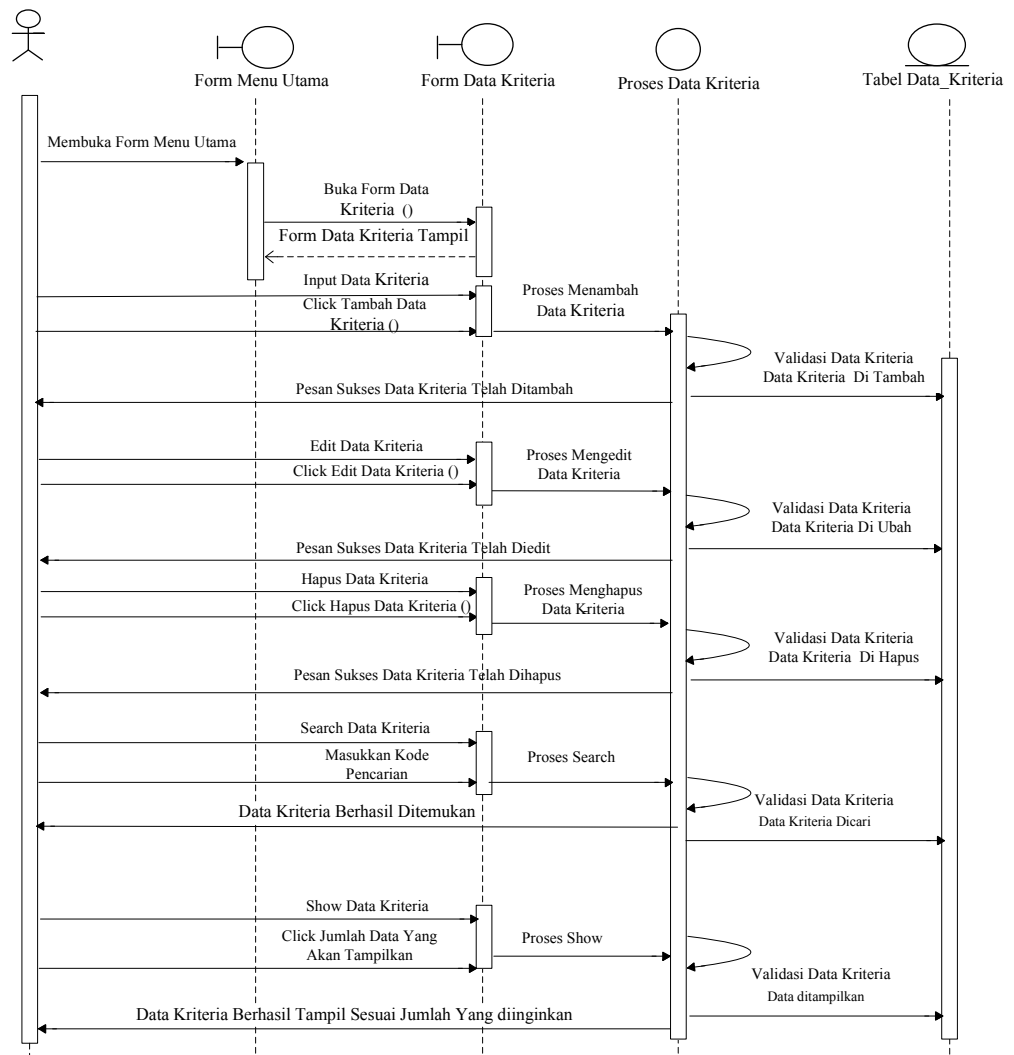 Form Menu Utama
Form Data Kriteria
Proses Data Kriteria
Tabel Data_Kriteria
Membuka Form Menu Utama
Buka Form Data
Kriteria ()
Form Data Kriteria Tampil
Input Data Kriteria
Click Tambah Data
Kriteria ()
Proses Menambah
Data Kriteria
Validasi Data Kriteria
Data Kriteria Di Tambah
Pesan Sukses Data Kriteria Telah Ditambah
Edit Data Kriteria
Click Edit Data Kriteria ()
Proses Mengedit
Data Kriteria
Validasi Data Kriteria
Data Kriteria Di Ubah
Pesan Sukses Data Kriteria Telah Diedit
Hapus Data Kriteria
Click Hapus Data Kriteria ()
Proses Menghapus
Data Kriteria
Validasi Data Kriteria
Data Kriteria Di Hapus
Pesan Sukses Data Kriteria Telah Dihapus
Search Data Kriteria
Masukkan Kode
Pencarian
Proses Search
Validasi Data Kriteria
Data Kriteria Dicari
Data Kriteria Berhasil Ditemukan
Show Data Kriteria
Click Jumlah Data Yang
Akan Tampilkan
Proses Show
Validasi Data Kriteria
Data ditampilkan
Data Kriteria Berhasil Tampil Sesuai Jumlah Yang diinginkan